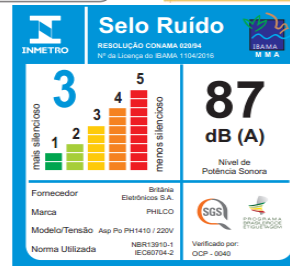 INMETRO
Selo Ruído
RESOLUÇÃO CONAMA 020/94
Nº da Licença do IBAMA 1104/2016
IBAMA
M M A
3
mais silencioso
1
2
3
4
5
menos silencioso
87
dB (A)
Nível de
Potência Sonora
Fornecedor
Britânia
Eletrônicos S.A.
Marca
PHILCO
Modelo/Tensão
Asp Po PH1410 / 220V
Norma Utilizada
NBR13910-1
IEC60704-2
SGS
PROGRAMA
BRASILEIRO DE
ETIQUETAGEM
Verificado por:
OCP - 0040